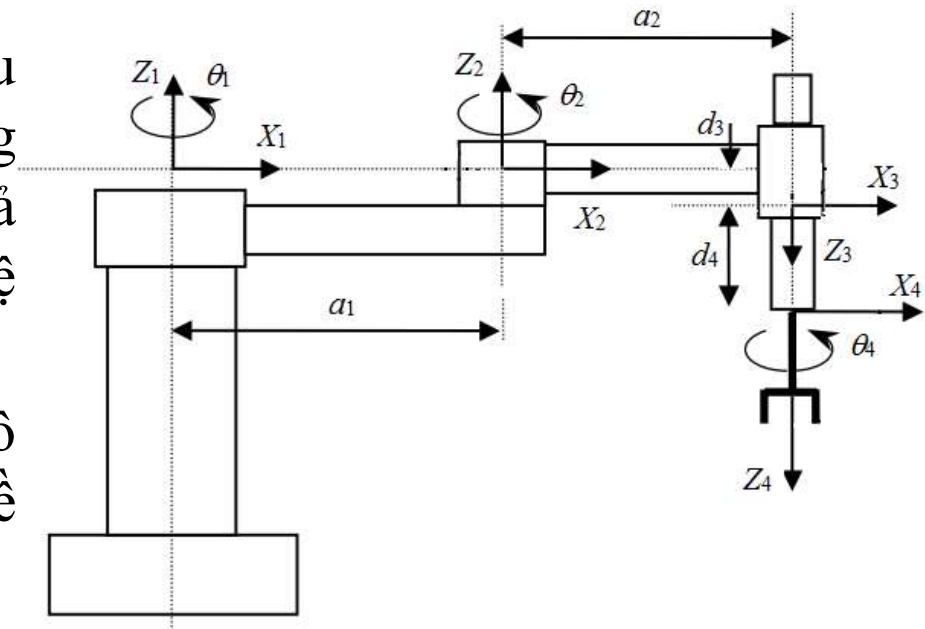 u
g
ả
ệ
ô
ề
a2
Z1 θ1
Z2
θ2
X1
d3
X2
X3
d4
Z3
X4
a1
θ4
Z4